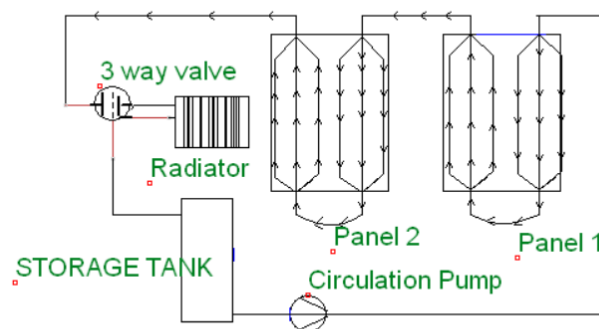 3 way valve
Radiator
Panel 2
Panel 1
STORAGE TANK
Circulation Pump